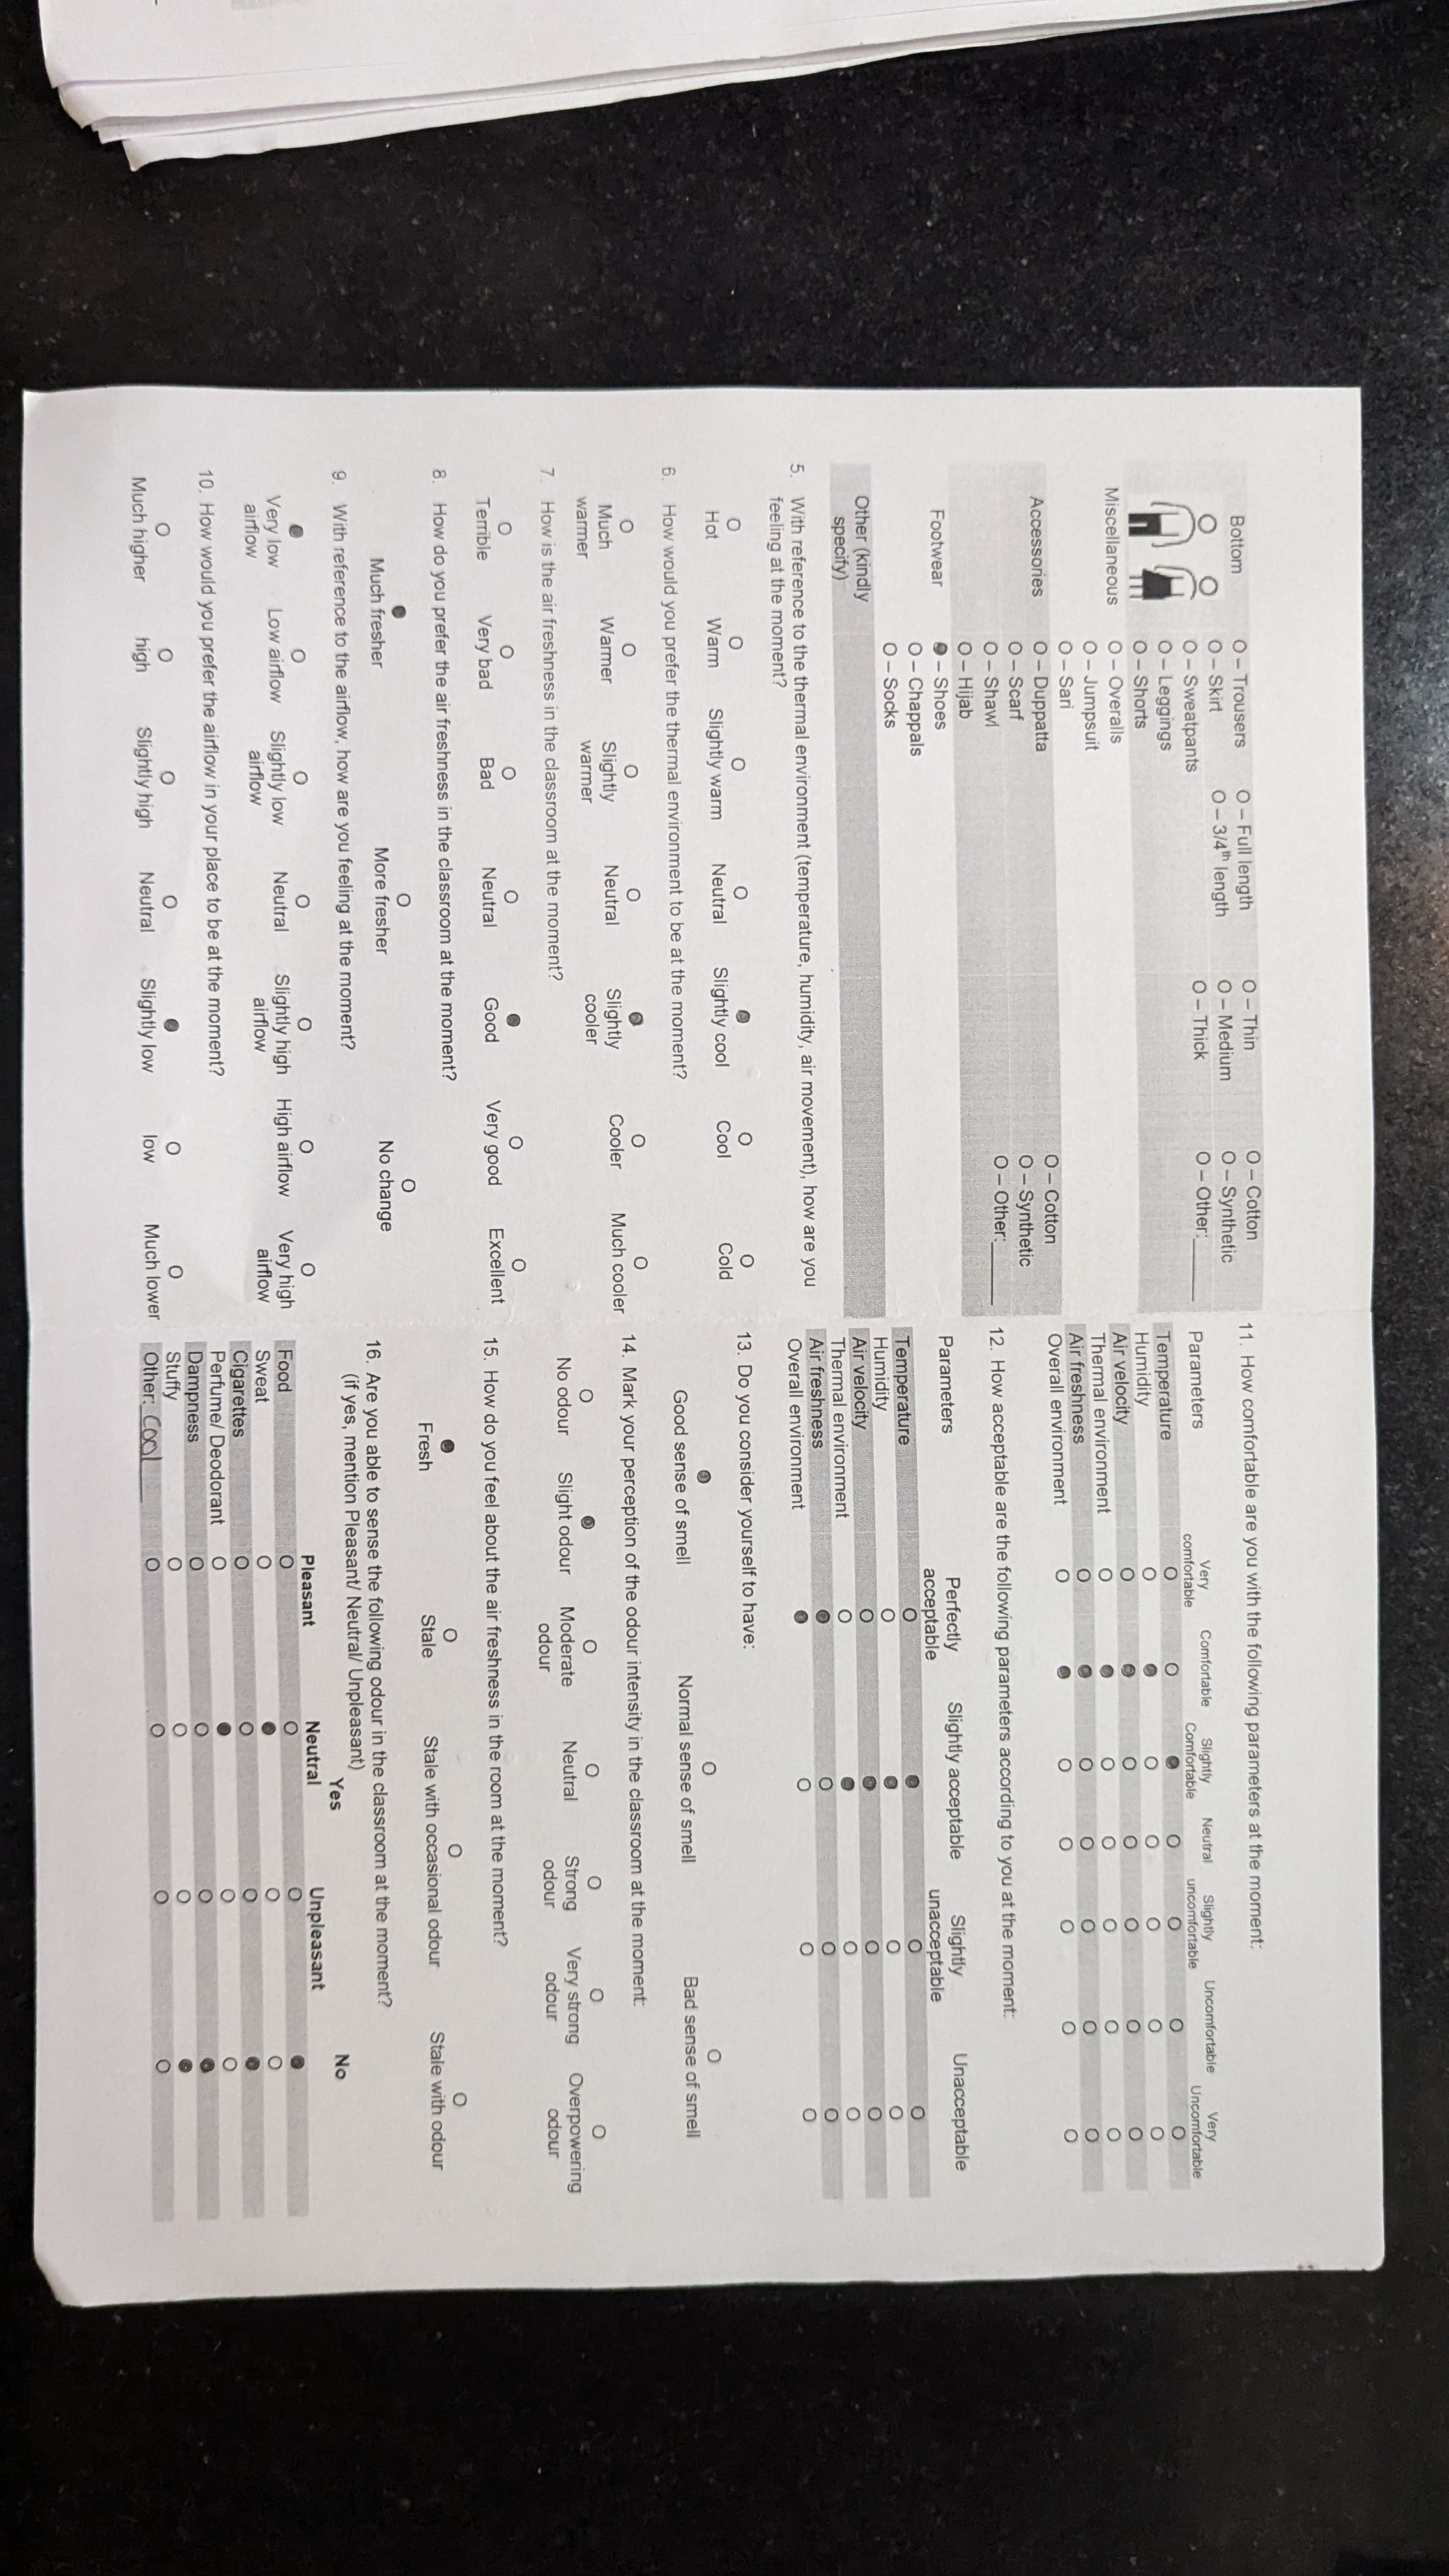 Bottom
O – Trousers O – Full length O – Thin O – Cotton
O – Skirt O – 3/4th length O – Medium O – Synthetic
O – Sweatpants O – Thick O – Other:______
O – Leggings
O – Shorts
Miscellaneous O – Overalls
O – Jumpsuit
O – Sari
Accessories O – Duppatta O – Cotton
O – Scarf O – Synthetic
O – Shawl O – Other:______
O – Hijab
Footwear ● – Shoes
O – Chappals
O – Socks
Other (kindly
specify)
5. With reference to the thermal environment (temperature, humidity, air movement), how are you
feeling at the moment?
O O O O ● O O
Hot Warm Slightly warm Neutral Slightly cool Cool Cold
6. How would you prefer the thermal environment to be at the moment?
O O O O ● O O
Much Warmer Slightly Neutral Slightly Cooler Much cooler
warmer warmer cooler
7. How is the air freshness in the classroom at the moment?
O O O O ● O O
Terrible Very bad Bad Neutral Good Very good Excellent
8. How do you prefer the air freshness in the classroom at the moment?
● O O
Much fresher More fresher No change
9. With reference to the airflow, how are you feeling at the moment?
● O O O O O O
Very low Low airflow Slightly low Neutral Slightly high High airflow Very high
airflow airflow airflow airflow
10. How would you prefer the airflow in your place to be at the moment?
O O O O ● O O
Much higher high Slightly high Neutral Slightly low low Much lower
11. How comfortable are you with the following parameters at the moment:
Parameters Very Comfortable Slightly Neutral Slightly Uncomfortable Very
comfortable Comfortable uncomfortable Uncomfortable
Temperature O O ● O O O O
Humidity O ● O O O O O
Air velocity O ● O O O O O
Thermal environment O ● O O O O O
Air freshness O ● O O O O O
Overall environment O ● O O O O O
12. How acceptable are the following parameters according to you at the moment:
Parameters Perfectly Slightly acceptable Slightly Unacceptable
acceptable unacceptable
Temperature O ● O O
Humidity O ● O O
Air velocity O ● O O
Thermal environment O ● O O
Air freshness ● O O O
Overall environment ● O O O
13. Do you consider yourself to have:
● O O
Good sense of smell Normal sense of smell Bad sense of smell
14. Mark your perception of the odour intensity in the classroom at the moment:
O ● O O O O O
No odour Slight odour Moderate Neutral Strong Very strong Overpowering
odour odour odour odour
15. How do you feel about the air freshness in the room at the moment?
● O O O
Fresh Stale Stale with occasional odour Stale with odour
16. Are you able to sense the following odour in the classroom at the moment?
(if yes, mention Pleasant/ Neutral/ Unpleasant)
Yes No
Pleasant Neutral Unpleasant
Food O O O ●
Sweat O ● O O
Cigarettes O O O ●
Perfume/ Deodorant O ● O O
Dampness O O O ●
Stuffy O O O ●
Other: Cool O O O O